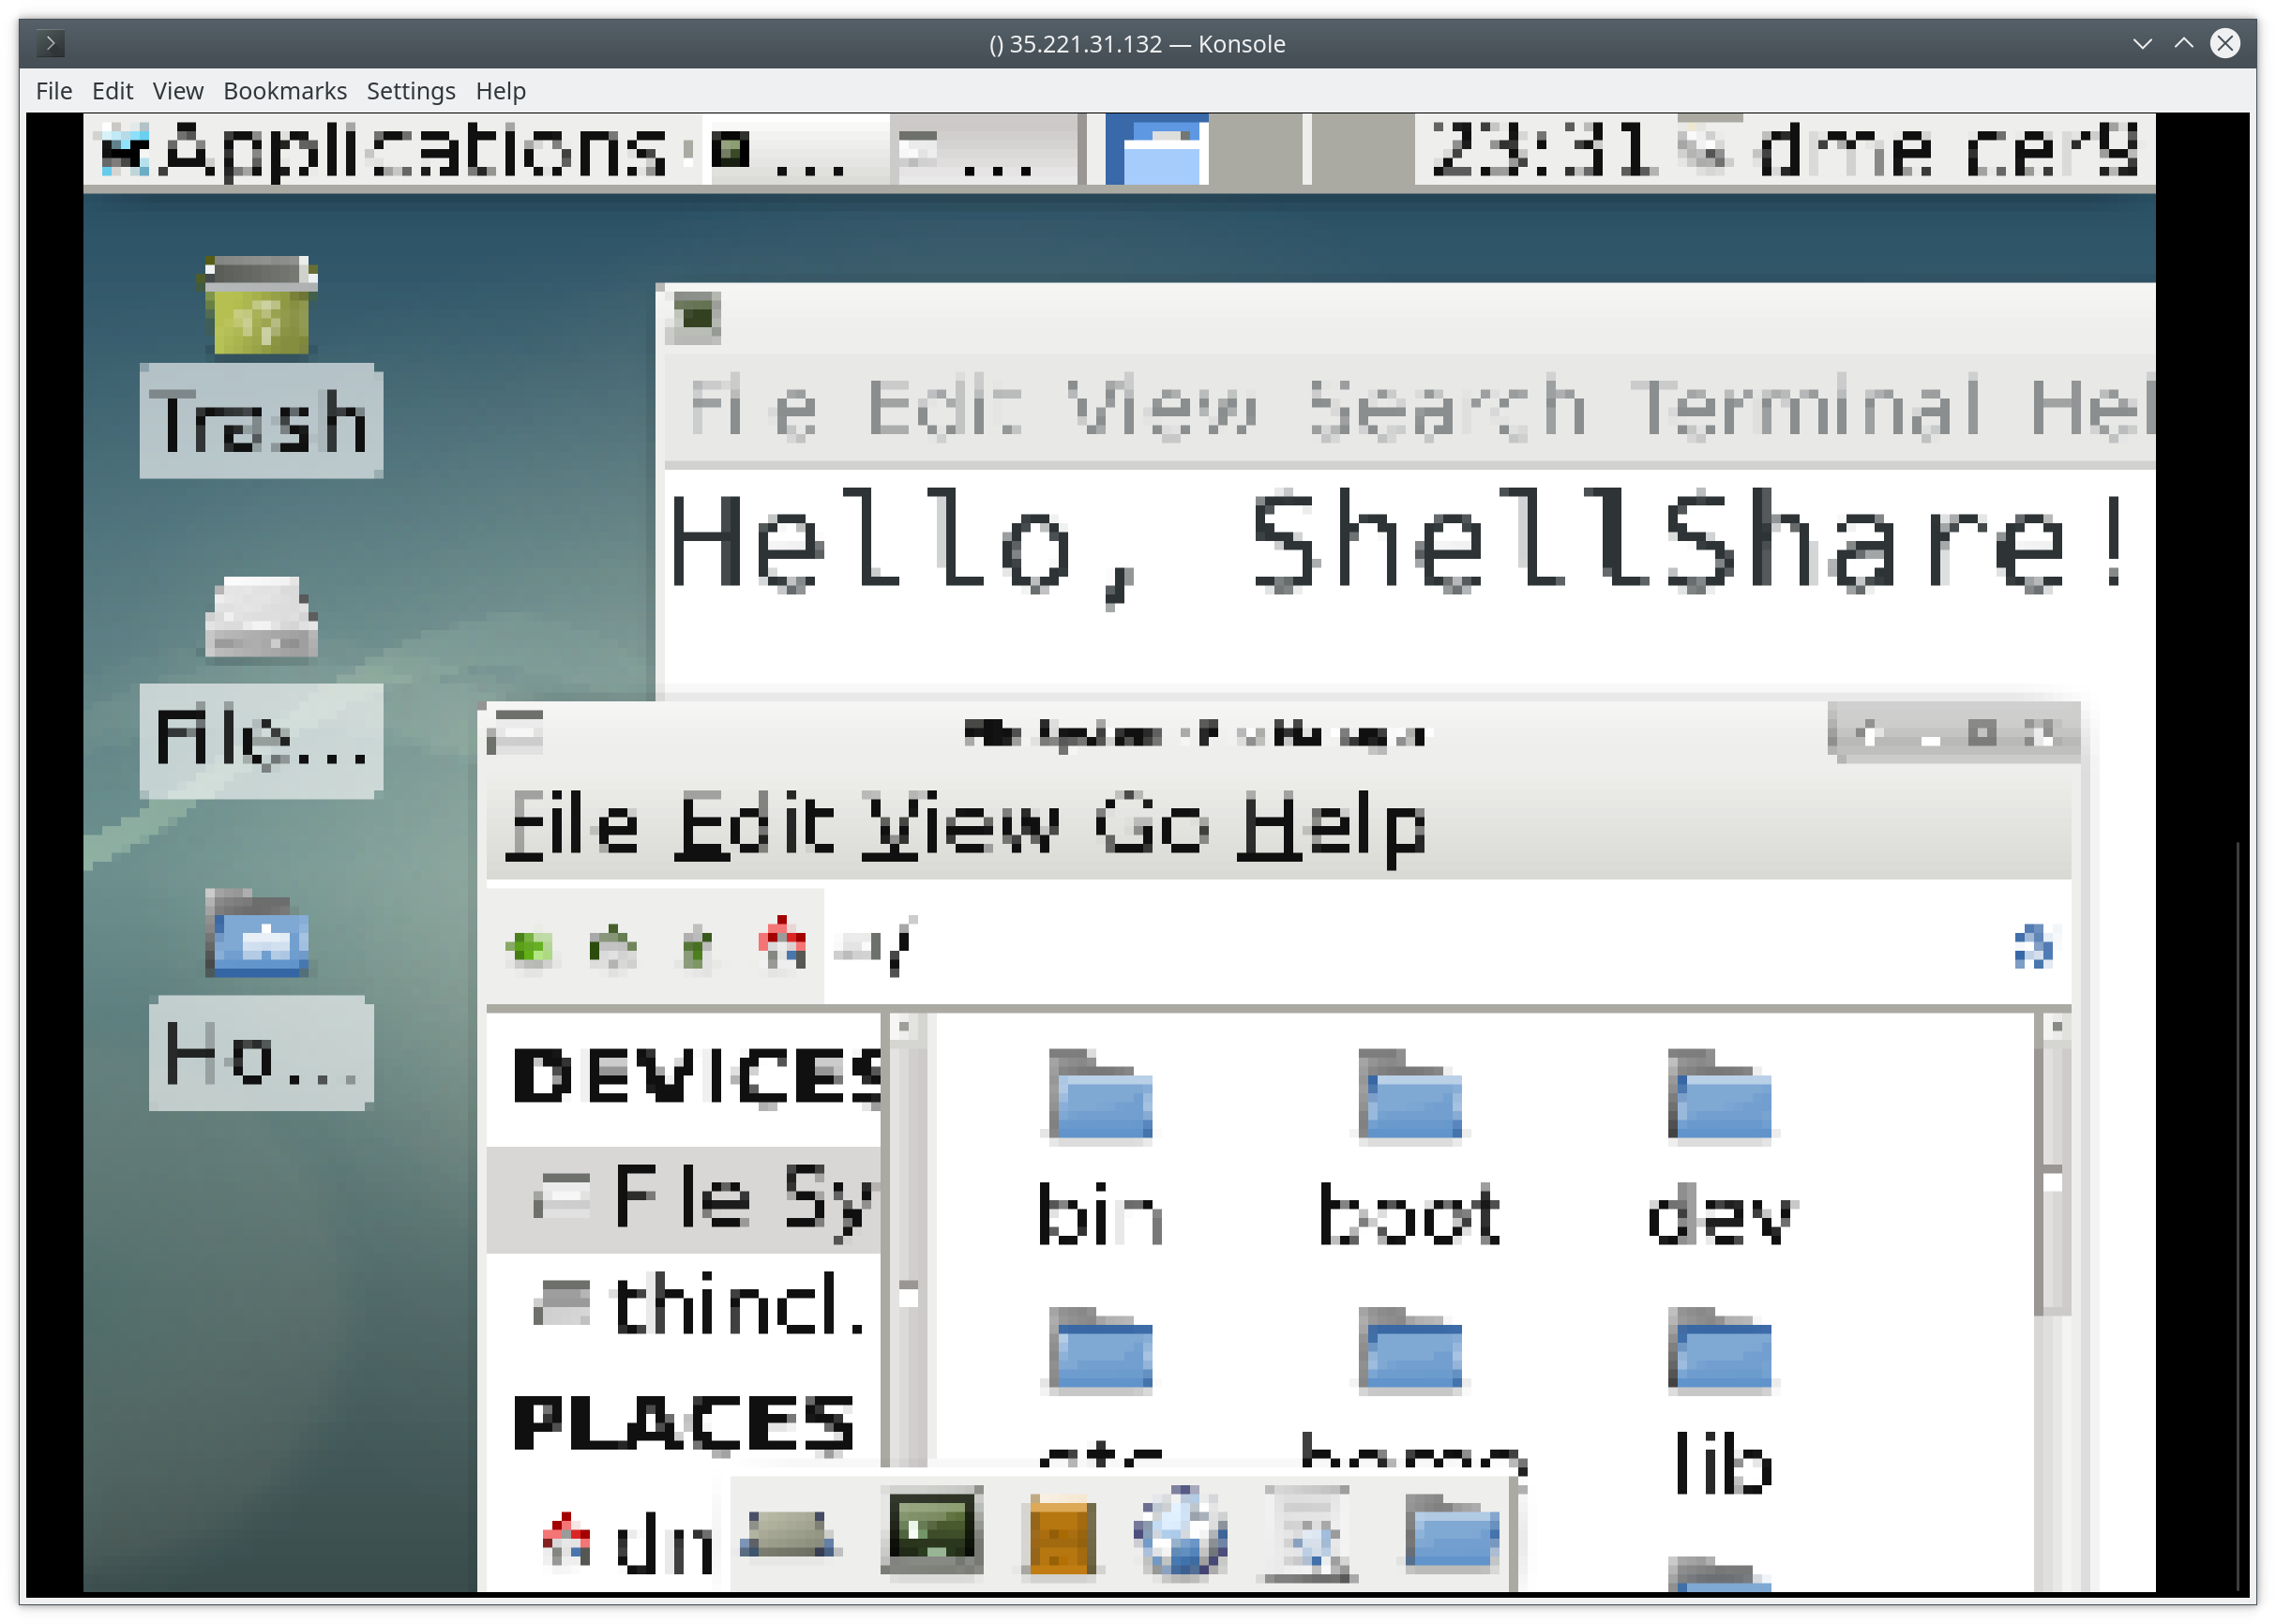 () 35.221.31.132 — Konsole
File Edit View Bookmarks Settings Help
Applications ... ... 23:31 dme cery
Trash
File Edit View Search Terminal Hel
Hello, ShellShare!
File...
File Edit View Go Help
/
Ho...
DEVICES
File Sy
thincl.
PLACES
bin boot dev
etc home lib